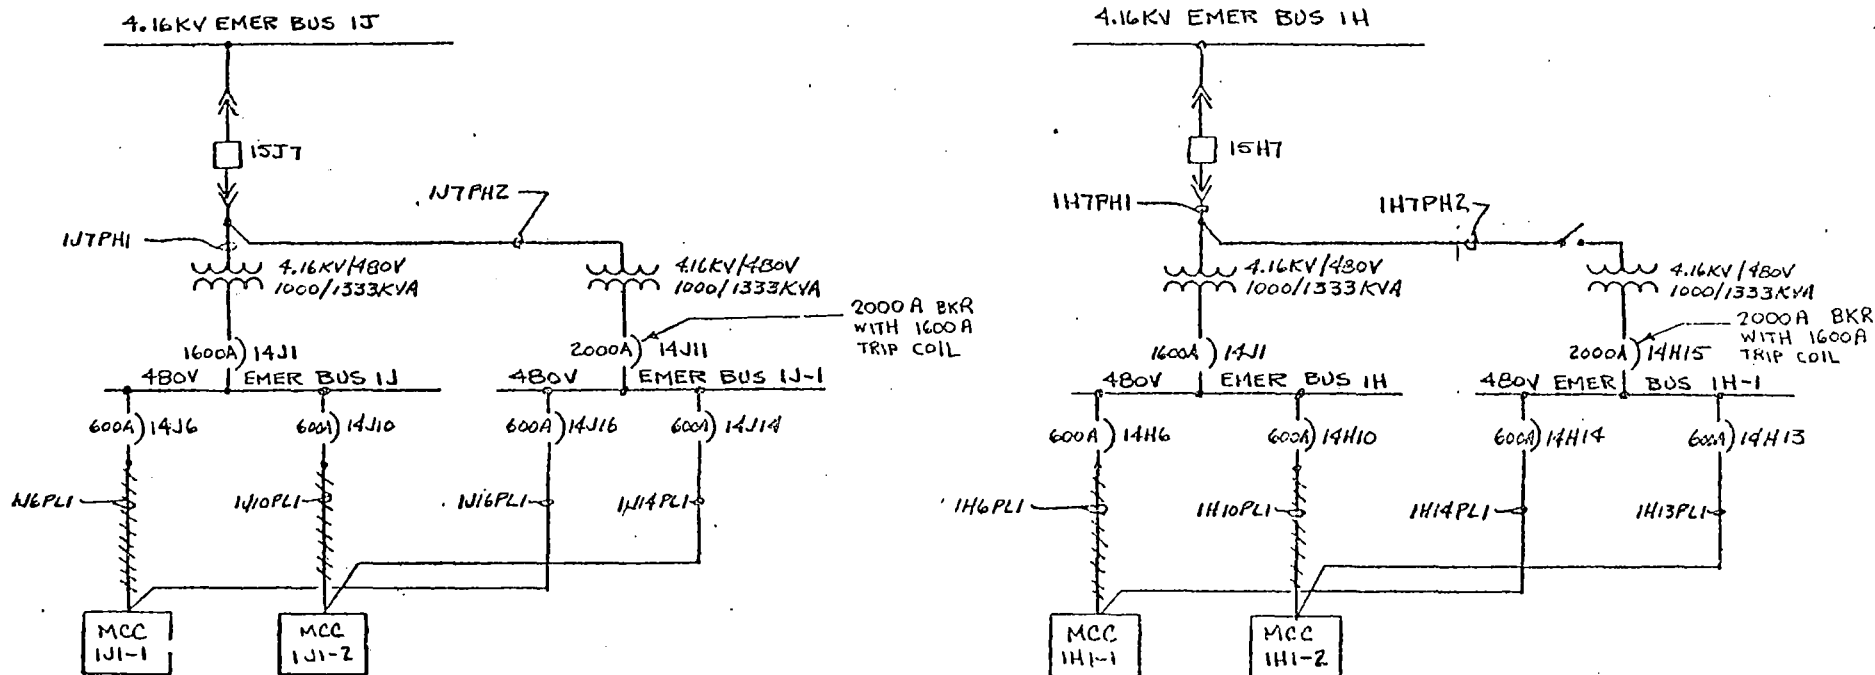 4.16KV EMER BUS 1J
15J7
1J7PH2
1J7PH1
4.16KV/480V
1000/1333KVA
4.16KV/480V
1000/1333KVA
2000A BKR
WITH 1600A
TRIP COIL
1600A 14J1
2000A 14J11
480V EMER BUS 1J
480V EMER BUS 1J-1
600A 14J6
600A 14J10
600A 14J16
600A 14J14
1J6PL1
1J10PL1
1J16PL1
1J14PL1
MCC
1J1-1
MCC
1J1-2
4.16KV EMER BUS 1H
15H7
1H7PH1
1H7PH2
4.16KV/480V
1000/1333KVA
4.16KV/480V
1000/1333KVA
2000A BKR
WITH 1600A
TRIP COIL
1600A 14J1
2000A 14H15
480V EMER BUS 1H
480V EMER BUS 1H-1
600A 14H6
600A 14H10
600A 14H14
600A 14H13
1H6PL1
1H10PL1
1H14PL1
1H13PL1
MCC
1H1-1
MCC
1H1-2